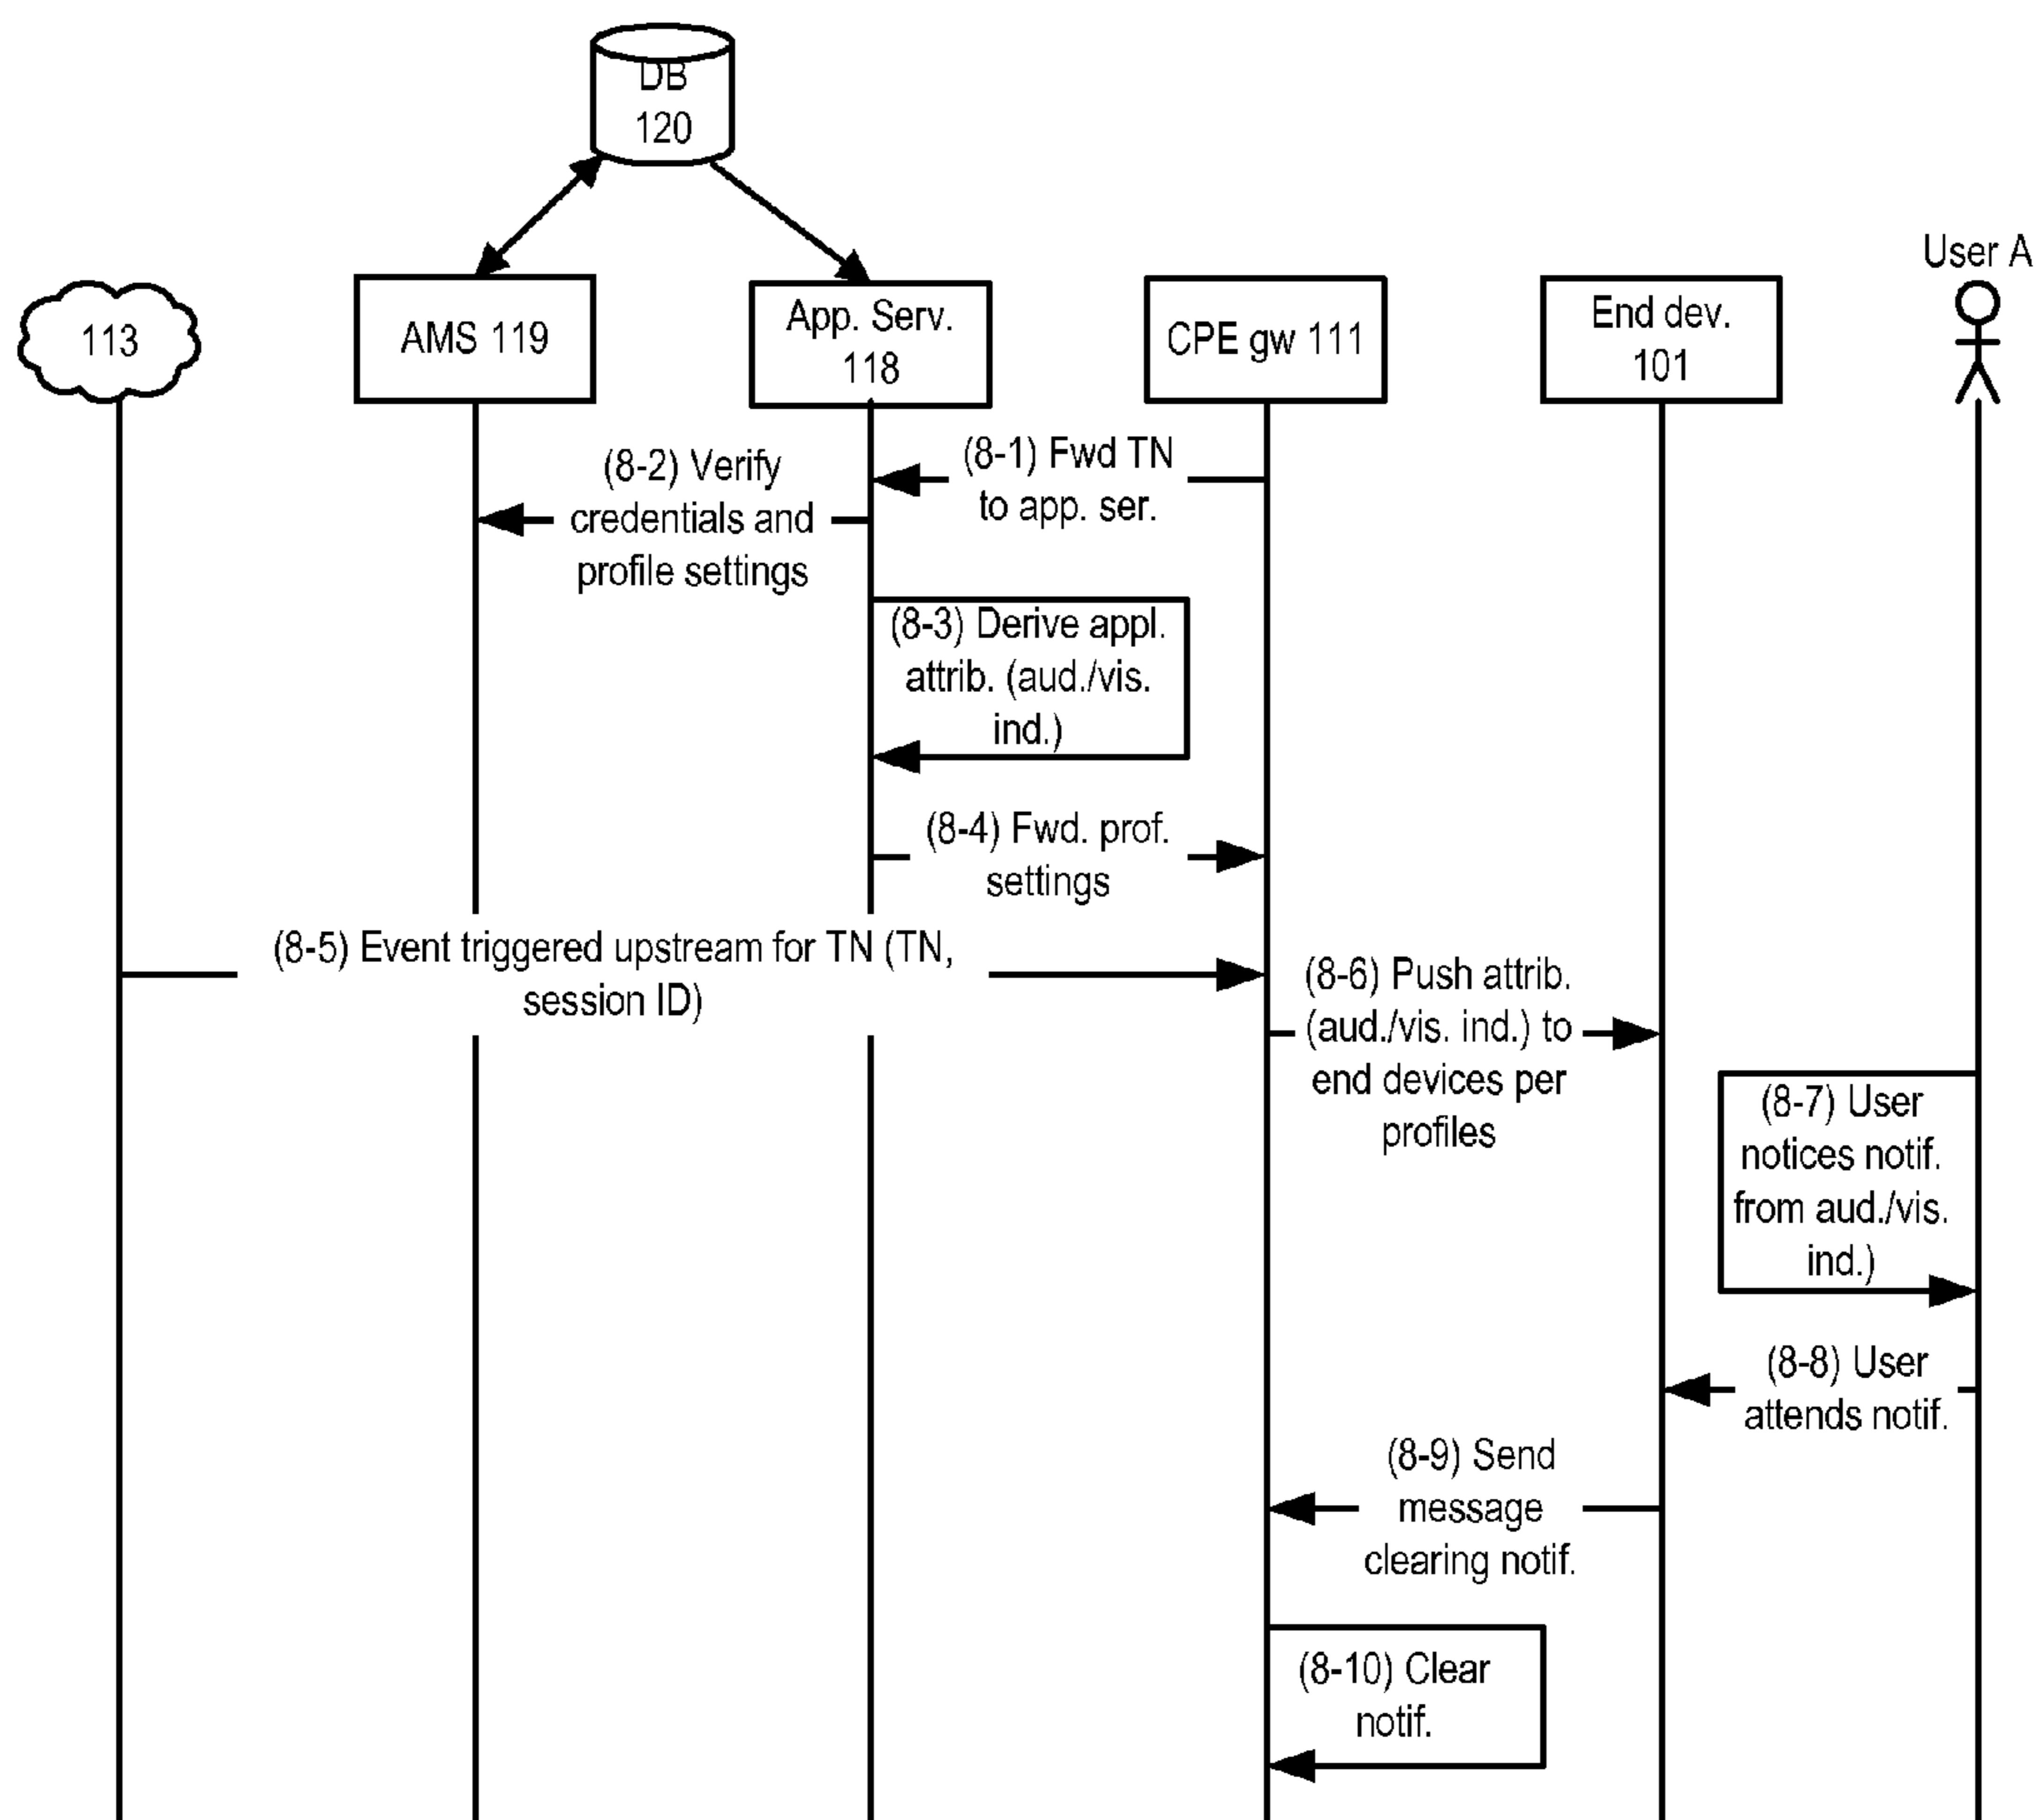 DB
120
User A
113
AMS 119
App. Serv.
118
CPE gw 111
End dev.
101
(8-1) Fwd TN
to app. ser.
(8-2) Verify
credentials and
profile settings
(8-3) Derive appl.
attrib. (aud./vis.
ind.)
(8-4) Fwd. prof.
settings
(8-5) Event triggered upstream for TN (TN,
session ID)
(8-6) Push attrib.
(aud./vis. ind.) to
end devices per
profiles
(8-7) User
notices notif.
from aud./vis.
ind.)
(8-8) User
attends notif.
(8-9) Send
message
clearing notif.
(8-10) Clear
notif.